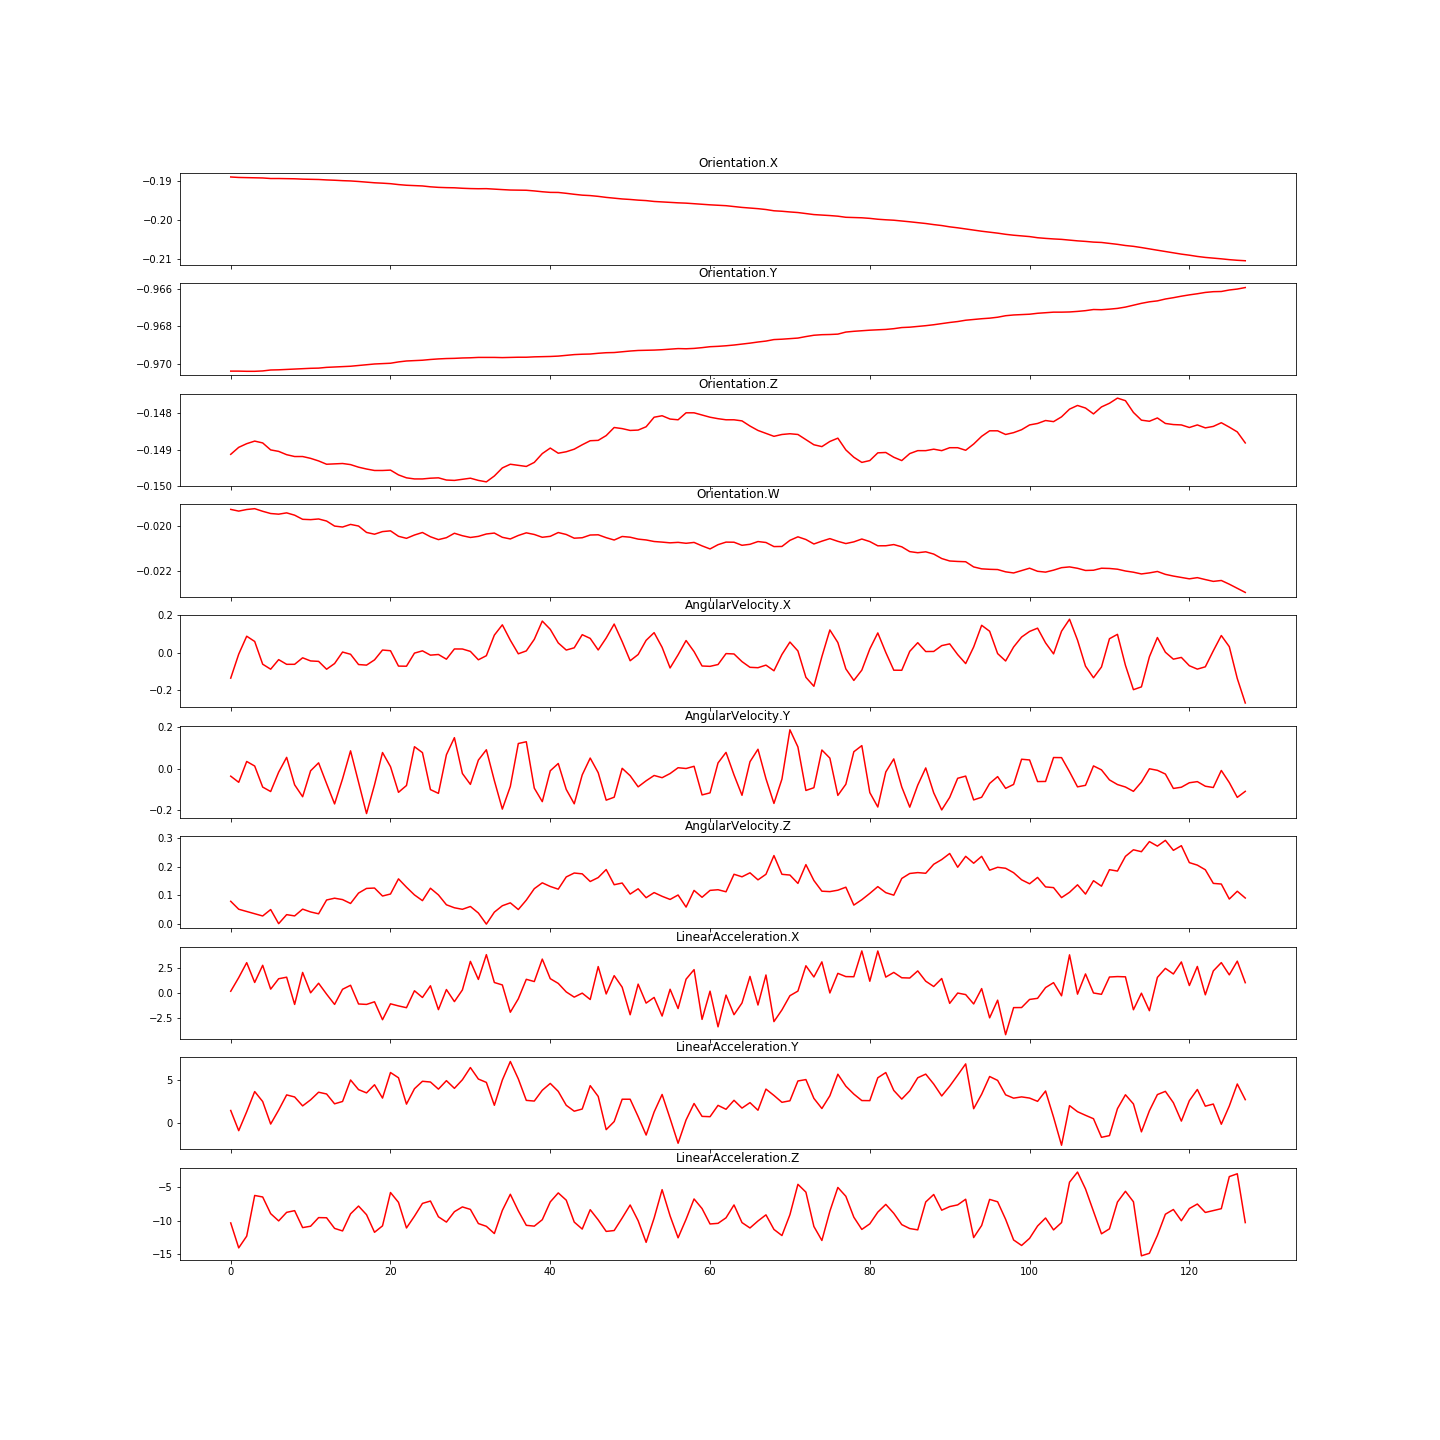 Orientation.X
−0.19
−0.20
−0.21
Orientation.Y
−0.966
−0.968
−0.970
Orientation.Z
−0.148
−0.149
−0.150
Orientation.W
−0.020
−0.022
AngularVelocity.X
0.2
0.0
−0.2
AngularVelocity.Y
0.2
0.0
−0.2
AngularVelocity.Z
0.3
0.2
0.1
0.0
LinearAcceleration.X
2.5
0.0
−2.5
LinearAcceleration.Y
5
0
LinearAcceleration.Z
−5
−10
−15
0 20 40 60 80 100 120